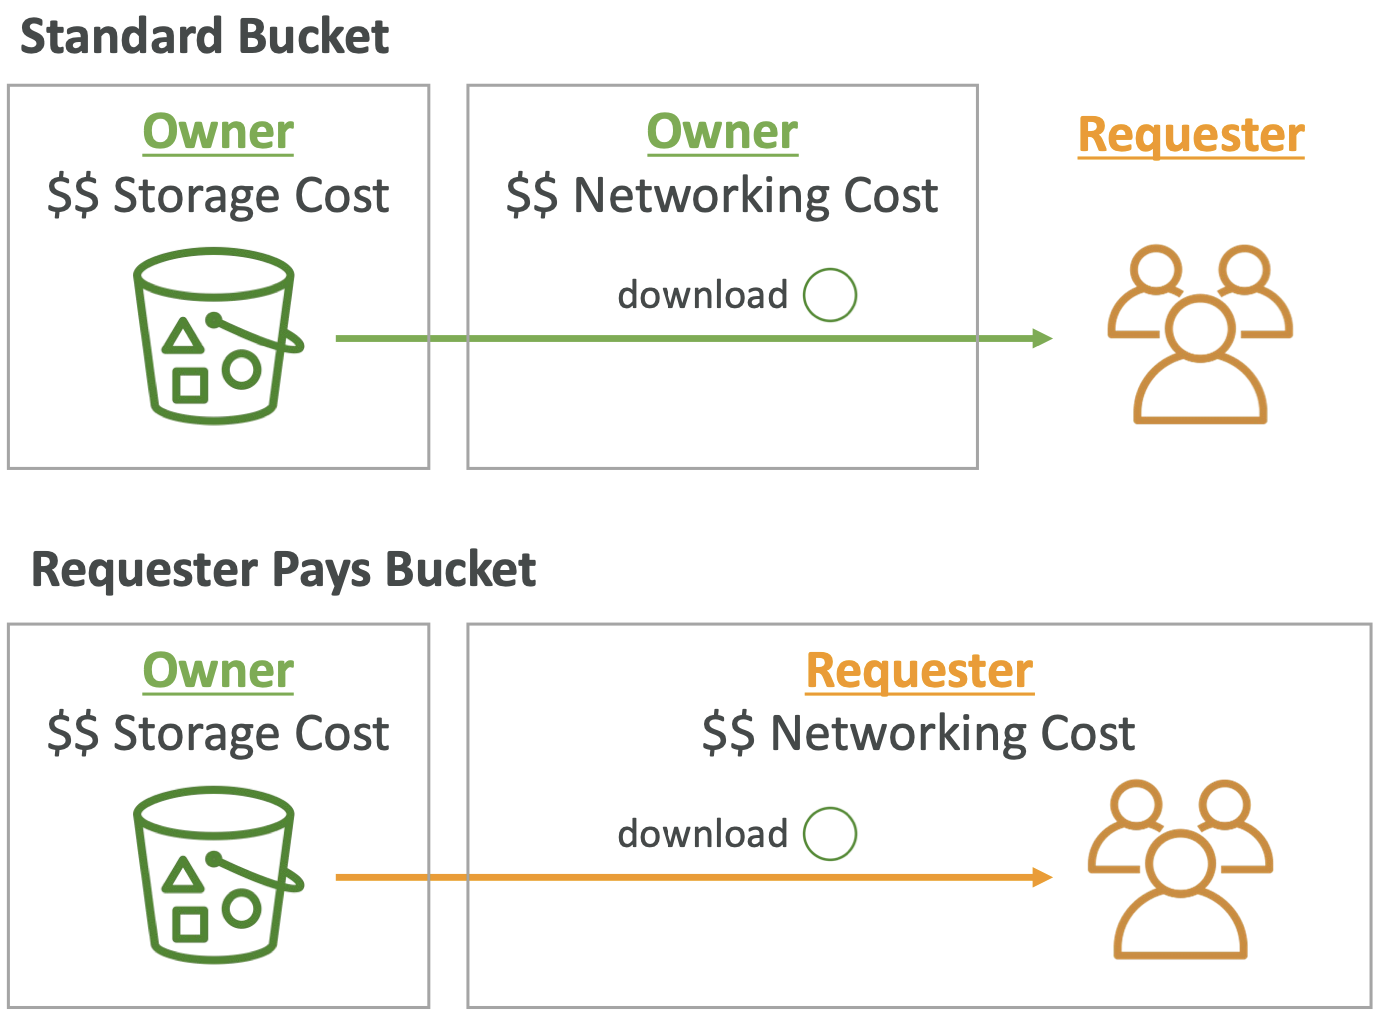 Standard Bucket
Owner
$$ Storage Cost
Owner
$$ Networking Cost
download
Requester
Requester Pays Bucket
Owner
$$ Storage Cost
Requester
$$ Networking Cost
download